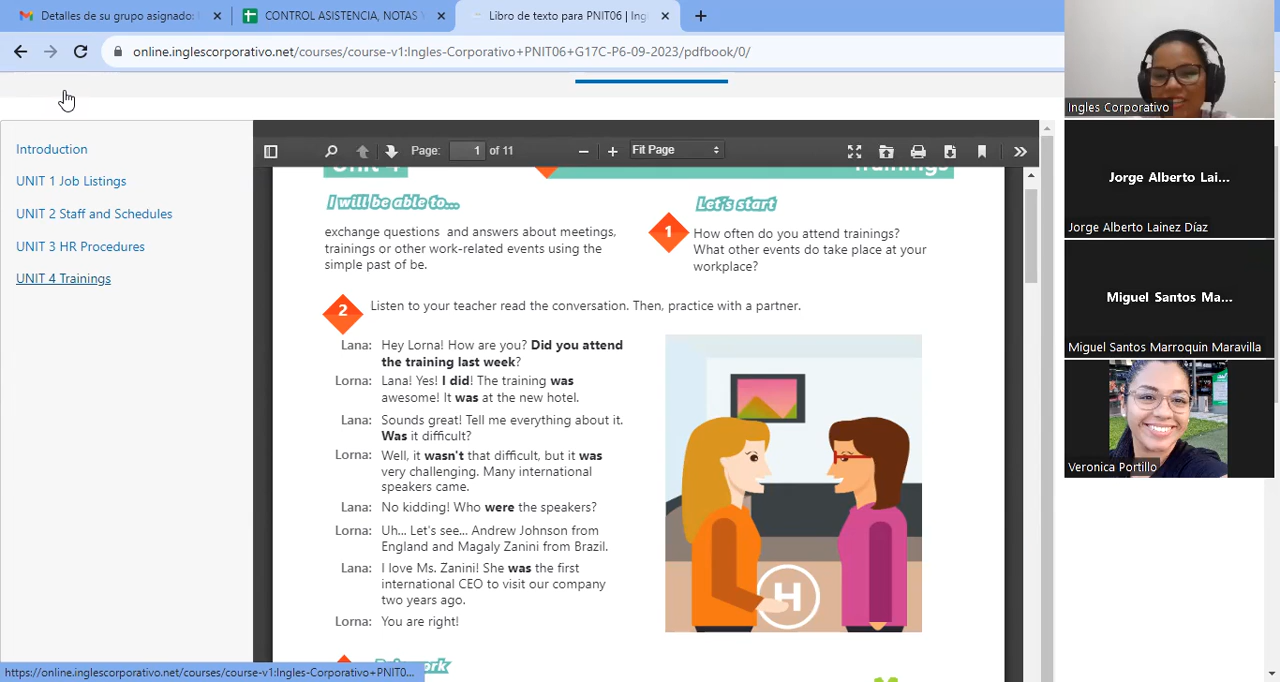 Detalles de su grupo asignado:
CONTROL ASISTENCIA, NOTAS Y
Libro de texto para PNIT06 | Ing
online.inglescorporativo.net/courses/course-v1:Ingles-Corporativo+PNIT06+G17C-P6-09-2023/pdfbook/0/
Introduction
UNIT 1 Job Listings
UNIT 2 Staff and Schedules
UNIT 3 HR Procedures
UNIT 4 Trainings
Page: 1 of 11
Fit Page
Unit 4
Trainings
I will be able to...
exchange questions and answers about meetings,
trainings or other work-related events using the
simple past of be.
Let's start
1
How often do you attend trainings?
What other events do take place at your
workplace?
2
Listen to your teacher read the conversation. Then, practice with a partner.
Lana: Hey Lorna! How are you? Did you attend
the training last week?
Lorna: Lana! Yes! I did! The training was
awesome! It was at the new hotel.
Lana: Sounds great! Tell me everything about it.
Was it difficult?
Lorna: Well, it wasn't that difficult, but it was
very challenging. Many international
speakers came.
Lana: No kidding! Who were the speakers?
Lorna: Uh... Let's see... Andrew Johnson from
England and Magaly Zanini from Brazil.
Lana: I love Ms. Zanini! She was the first
international CEO to visit our company
two years ago.
Lorna: You are right!
H
https://online.inglescorporativo.net/courses/course-v1:Ingles-Corporativo+PNIT0...
Ingles Corporativo
Jorge Alberto Lai...
Jorge Alberto Lainez Díaz
Miguel Santos Ma...
Miguel Santos Marroquin Maravilla
Veronica Portillo